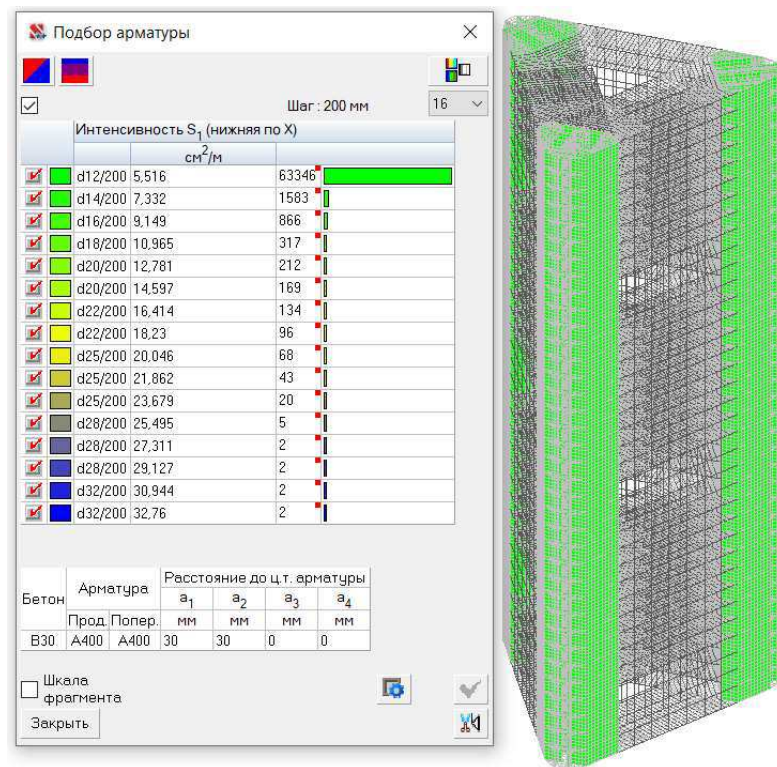 Подбор арматуры
Шаг : 200 мм 16
Интенсивность S1 (нижняя по X)
см2/м
d12/200 5,516 63346
d14/200 7,332 1583
d16/200 9,149 866
d18/200 10,965 317
d20/200 12,781 212
d20/200 14,597 169
d22/200 16,414 134
d22/200 18,23 96
d25/200 20,046 68
d25/200 21,862 43
d25/200 23,679 20
d28/200 25,495 5
d28/200 27,311 2
d28/200 29,127 2
d32/200 30,944 2
d32/200 32,76 2
Бетон Арматура Расстояние до ц.т. арматуры
a1 a2 a3 a4
Прод. Попер. мм мм мм мм
B30 A400 A400 30 30 0 0
Шкала
фрагмента
Закрыть